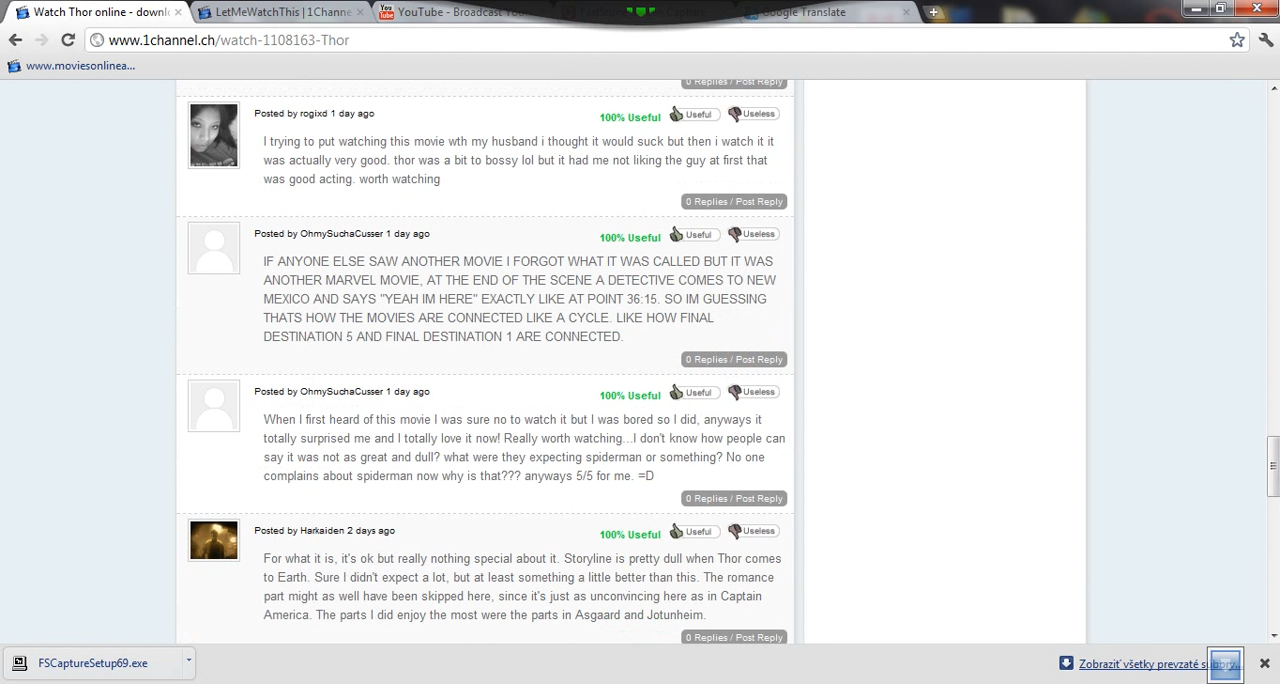 Watch Thor online - downl
LetMeWatchThis | 1Channe
YouTube - Broadcast You
Google Translate
www.1channel.ch/watch-1108163-Thor
www.moviesonlinea...
0 Replies / Post Reply
Posted by rogixd 1 day ago
100% Useful Useful Useless
I trying to put watching this movie wth my husband i thought it would suck but then i watch it it
was actually very good. thor was a bit to bossy lol but it had me not liking the guy at first that
was good acting. worth watching
0 Replies / Post Reply
Posted by OhmySuchaCusser 1 day ago
100% Useful Useful Useless
IF ANYONE ELSE SAW ANOTHER MOVIE I FORGOT WHAT IT WAS CALLED BUT IT WAS
ANOTHER MARVEL MOVIE, AT THE END OF THE SCENE A DETECTIVE COMES TO NEW
MEXICO AND SAYS "YEAH IM HERE" EXACTLY LIKE AT POINT 36:15. SO IM GUESSING
THATS HOW THE MOVIES ARE CONNECTED LIKE A CYCLE. LIKE HOW FINAL
DESTINATION 5 AND FINAL DESTINATION 1 ARE CONNECTED.
0 Replies / Post Reply
Posted by OhmySuchaCusser 1 day ago
100% Useful Useful Useless
When I first heard of this movie I was sure no to watch it but I was bored so I did, anyways it
totally surprised me and I totally love it now! Really worth watching...I don't know how people can
say it was not as great and dull? what were they expecting spiderman or something? No one
complains about spiderman now why is that??? anyways 5/5 for me. =D
0 Replies / Post Reply
Posted by Harkaiden 2 days ago
100% Useful Useful Useless
For what it is, it's ok but really nothing special about it. Storyline is pretty dull when Thor comes
to Earth. Sure I didn't expect a lot, but at least something a little better than this. The romance
part might as well have been skipped here, since it's just as unconvincing here as in Captain
America. The parts I did enjoy the most were the parts in Asgaard and Jotunheim.
0 Replies / Post Reply
FSCaptureSetup69.exe
Zobraziť všetky prevzaté súbory...